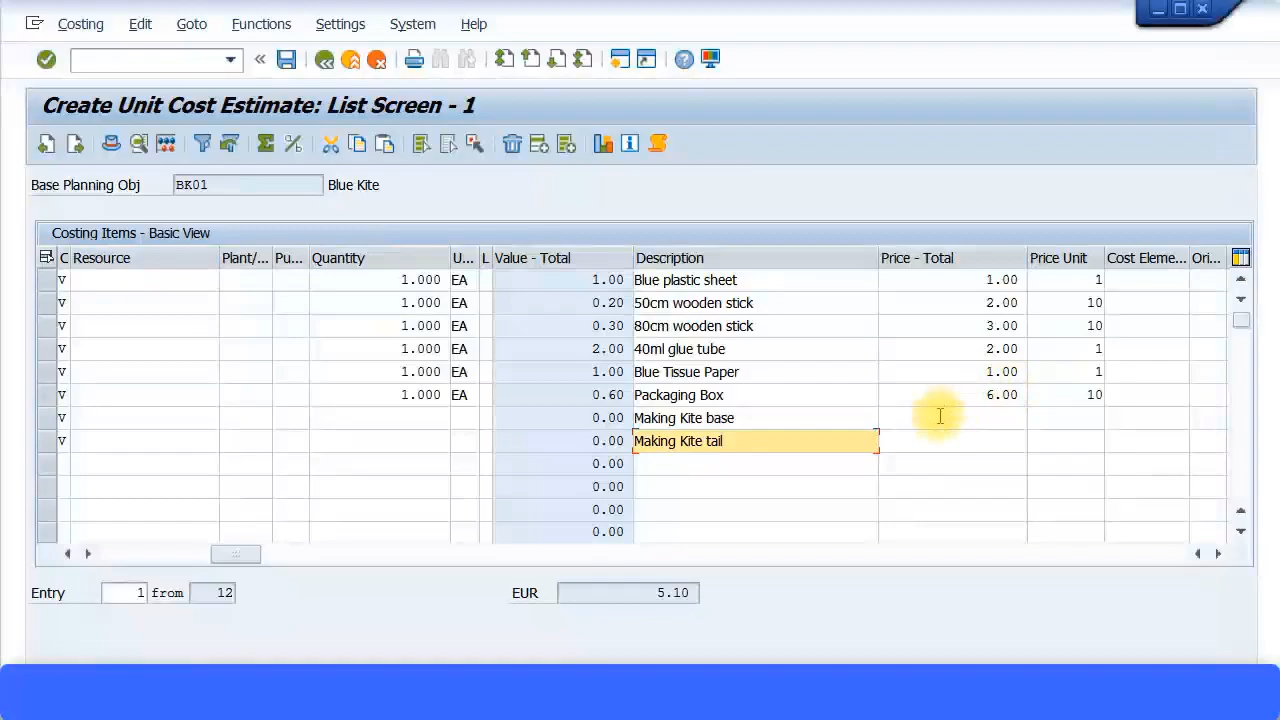 Costing Edit Goto Functions Settings System Help
Create Unit Cost Estimate: List Screen - 1
Base Planning Obj BK01 Blue Kite
Costing Items - Basic View
C Resource Plant/... Pu... Quantity U... L Value - Total Description Price - Total Price Unit Cost Eleme... Ori...
V 1.000 EA 1.00 Blue plastic sheet 1.00 1
V 1.000 EA 0.20 50cm wooden stick 2.00 10
V 1.000 EA 0.30 80cm wooden stick 3.00 10
V 1.000 EA 2.00 40ml glue tube 2.00 1
V 1.000 EA 1.00 Blue Tissue Paper 1.00 1
V 1.000 EA 0.60 Packaging Box 6.00 10
V 0.00 Making Kite base
V 0.00 Making Kite tail
0.00
0.00
0.00
0.00
Entry 1 from 12 EUR 5.10